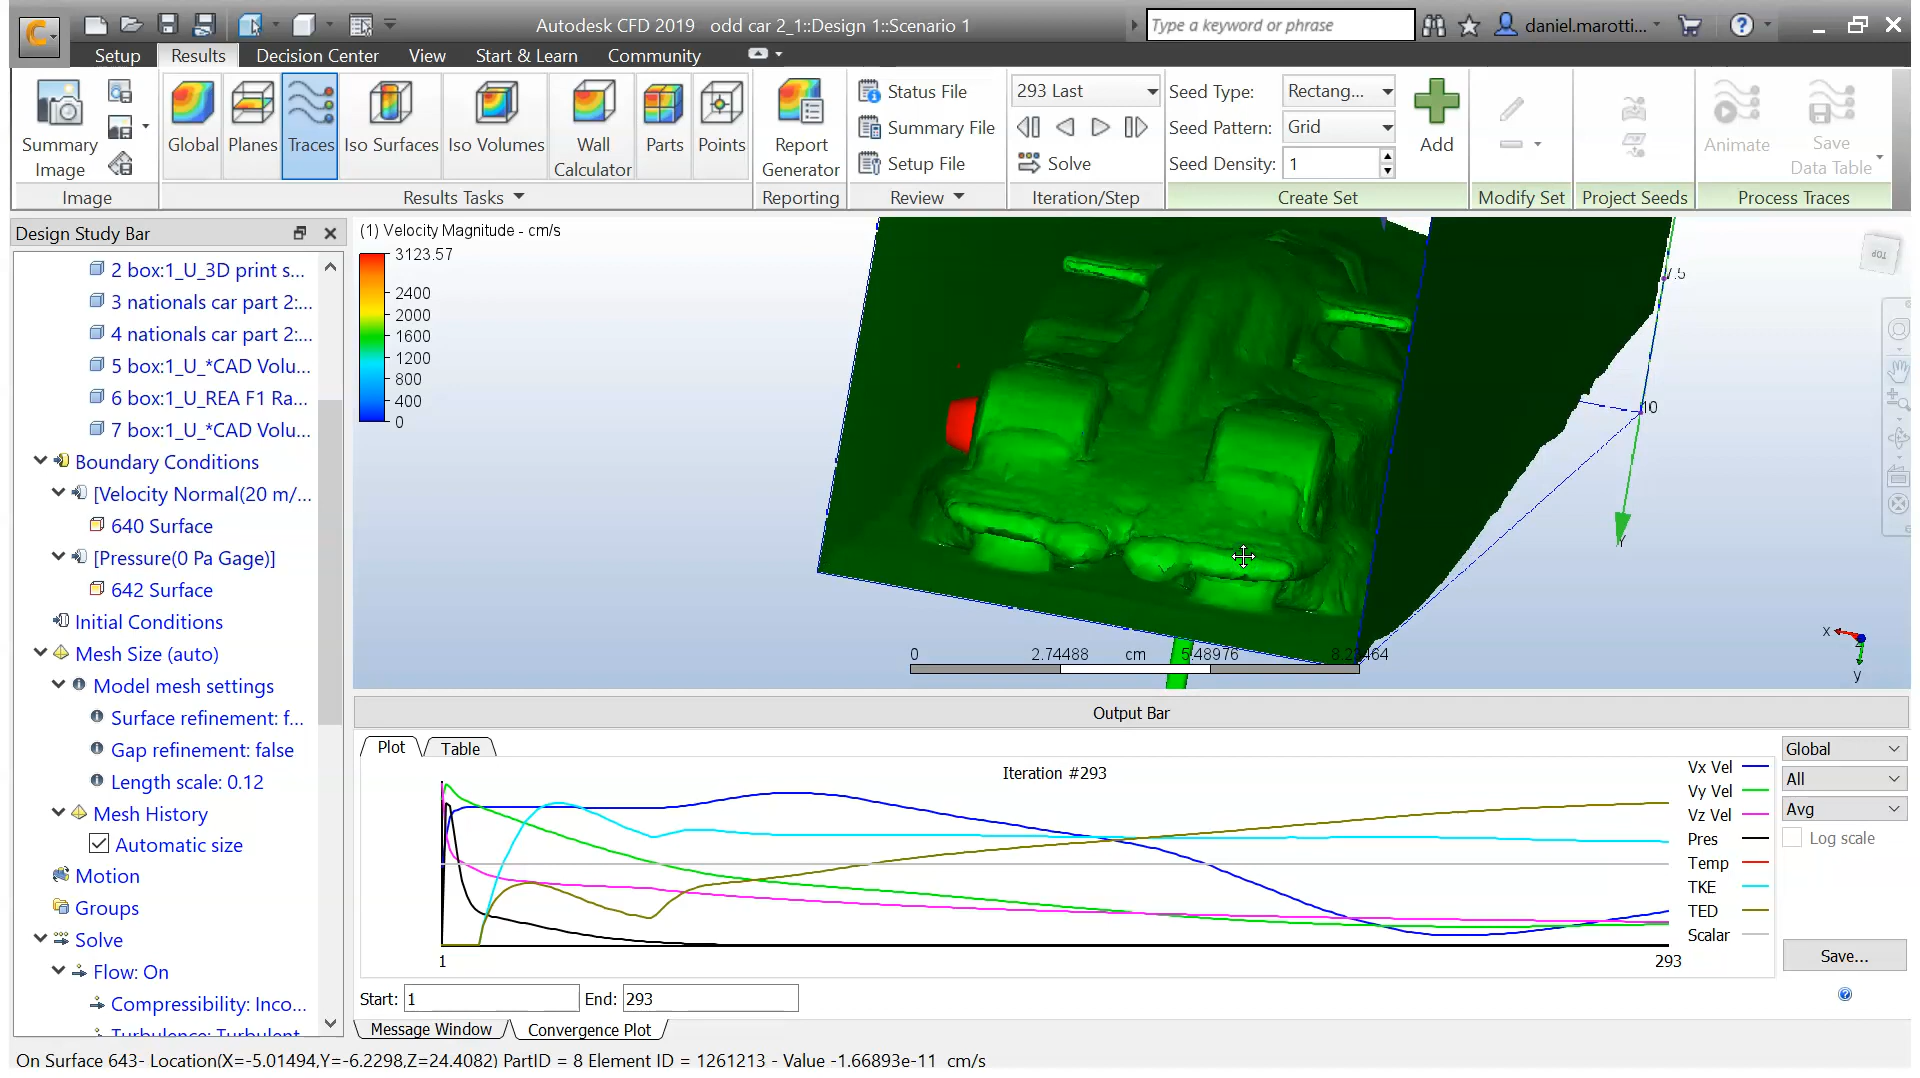 Autodesk CFD 2019 odd car 2_1::Design 1::Scenario 1
Type a keyword or phrase
daniel.marotti...
Setup Results Decision Center View Start & Learn Community
Summary Image
Global
Planes
Traces
Iso Surfaces
Iso Volumes
Wall Calculator
Parts
Points
Report Generator
Status File
Summary File
Setup File
293 Last
Solve
Seed Type: Rectang...
Seed Pattern: Grid
Seed Density: 1
Add
Animate
Save Data Table
Image
Results Tasks
Reporting
Review
Iteration/Step
Create Set
Modify Set
Project Seeds
Process Traces
Design Study Bar
2 box:1_U_3D print s...
3 nationals car part 2:...
4 nationals car part 2:...
5 box:1_U_*CAD Volu...
6 box:1_U_REA F1 Ra...
7 box:1_U_*CAD Volu...
Boundary Conditions
[Velocity Normal(20 m/...
640 Surface
[Pressure(0 Pa Gage)]
642 Surface
Initial Conditions
Mesh Size (auto)
Model mesh settings
Surface refinement: f...
Gap refinement: false
Length scale: 0.12
Mesh History
Automatic size
Motion
Groups
Solve
Flow: On
Compressibility: Inco...
Turbulence: Turbulent
(1) Velocity Magnitude - cm/s
3123.57
2400
2000
1600
1200
800
400
0
TOP
7.5
10
Y
x
y
0 2.74488 cm 5.48976
Output Bar
Plot Table
Iteration #293
1 293
Vx Vel
Vy Vel
Vz Vel
Pres
Temp
TKE
TED
Scalar
Global
All
Avg
Log scale
Save...
Start: 1 End: 293
Message Window Convergence Plot
On Surface 643- Location(X=-5.01494,Y=-6.2298,Z=24.4082) PartID = 8 Element ID = 1261213 - Value -1.66893e-11 cm/s